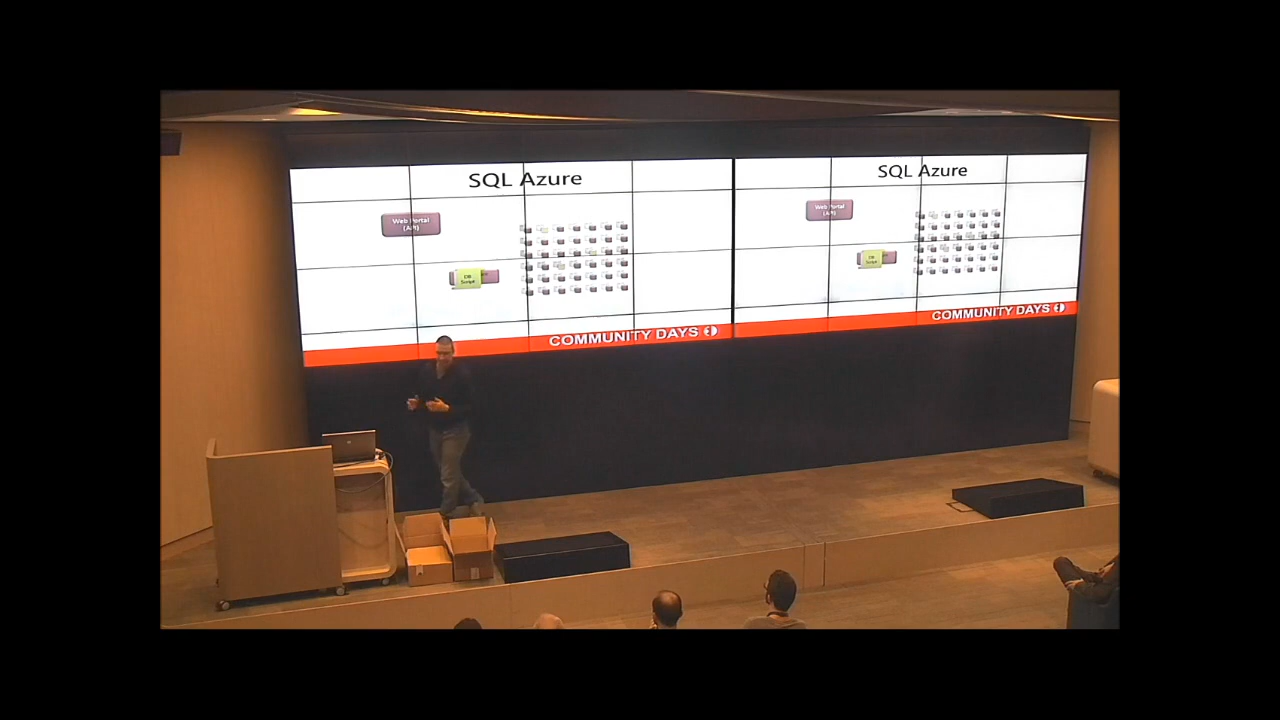 SQL Azure
Web Portal
(API)
DB
Script
COMMUNITY DAYS
SQL Azure
Web Portal
(API)
DB
Script
COMMUNITY DAYS